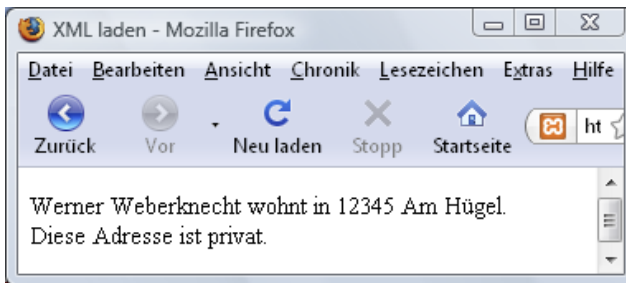 XML laden - Mozilla Firefox
Datei Bearbeiten Ansicht Chronik Lesezeichen Extras Hilfe
Zurück Vor Neu laden Stopp Startseite ht
Werner Weberknecht wohnt in 12345 Am Hügel.
Diese Adresse ist privat.